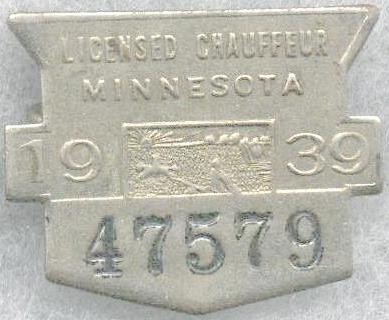 LICENSED CHAUFFEUR
MINNESOTA
19 39
47579